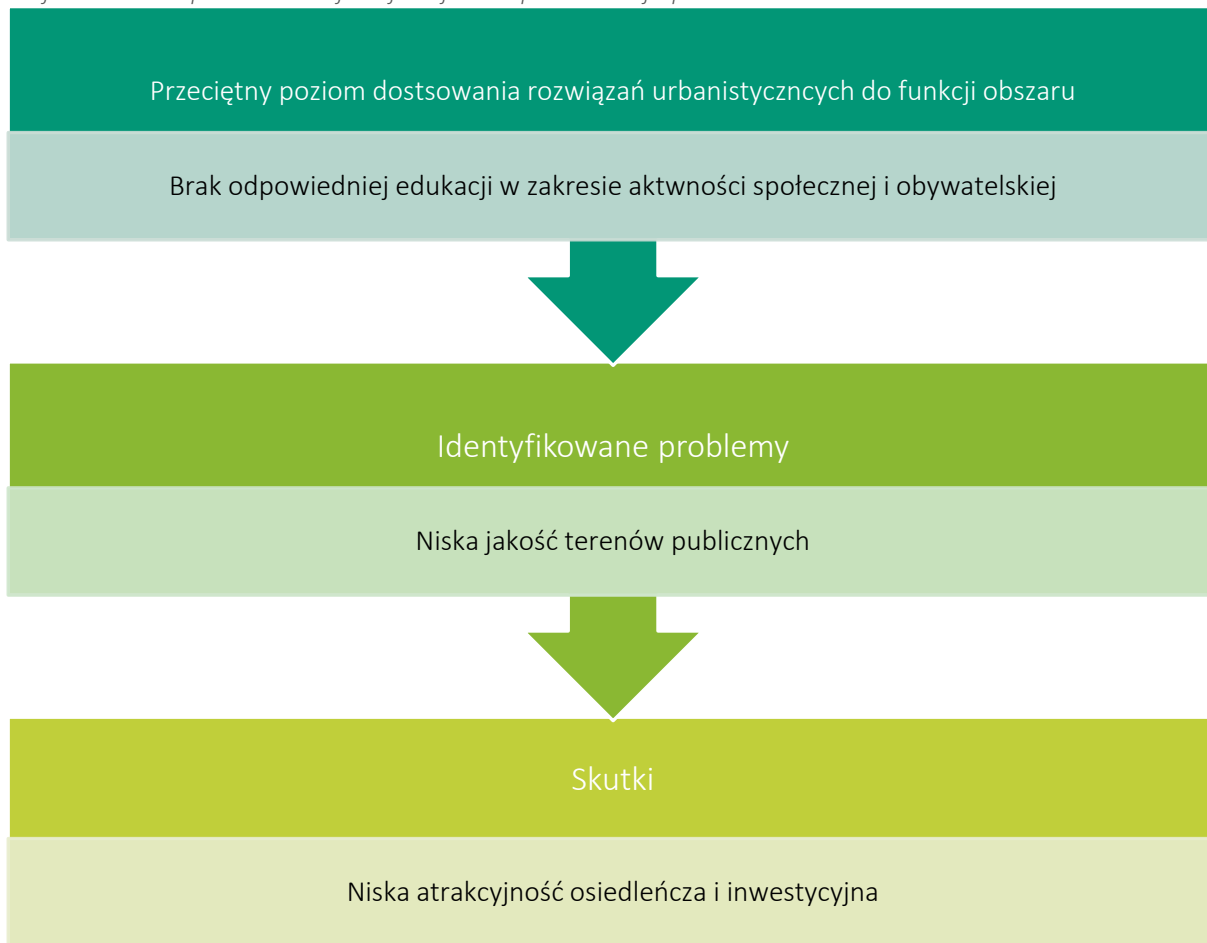 Przeciętny poziom dostsowania rozwiązań urbanistyczncych do funkcji obszaru
Brak odpowiedniej edukacji w zakresie aktwności społecznej i obywatelskiej
Identyfikowane problemy
Niska jakość terenów publicznych
Skutki
Niska atrakcyjność osiedleńcza i inwestycyjna